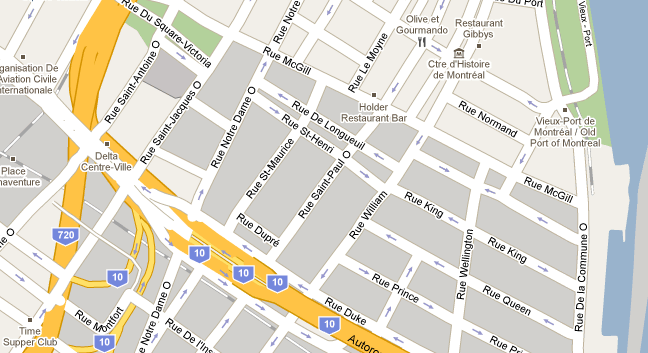 Rue Du Square-Victoria
Rue Notre
Rue McGill
Rue Le Moyne
Olive et
Gourmando
Restaurant
Gibbys
Ctre d'Histoire
de Montréal
Du Port
Vieux - Port
Organisation De
Aviation Civile
Internationale
Rue Saint-Antoine O
Rue Saint-Jacques O
Rue Notre Dame O
Rue De Longueuil
Rue St-Henri
Holder
Restaurant Bar
Rue Normand
Vieux-Port de
Montréal / Old
Port of Montreal
Delta
Centre-Ville
Place
Bonaventure
Rue St-Maurice
Rue Saint-Paul O
Rue William
Rue McGill
Rue King
Rue King
Rue Dupré
Rue Wellington
Rue De la Commune O
720
10
10
10
10
10
10
Rue Prince
Rue Queen
Rue Duke
Rue Montfort
Rue Notre Dame O
Rue De l'Ins
Time
Supper Club
Autoro
Rue Pri